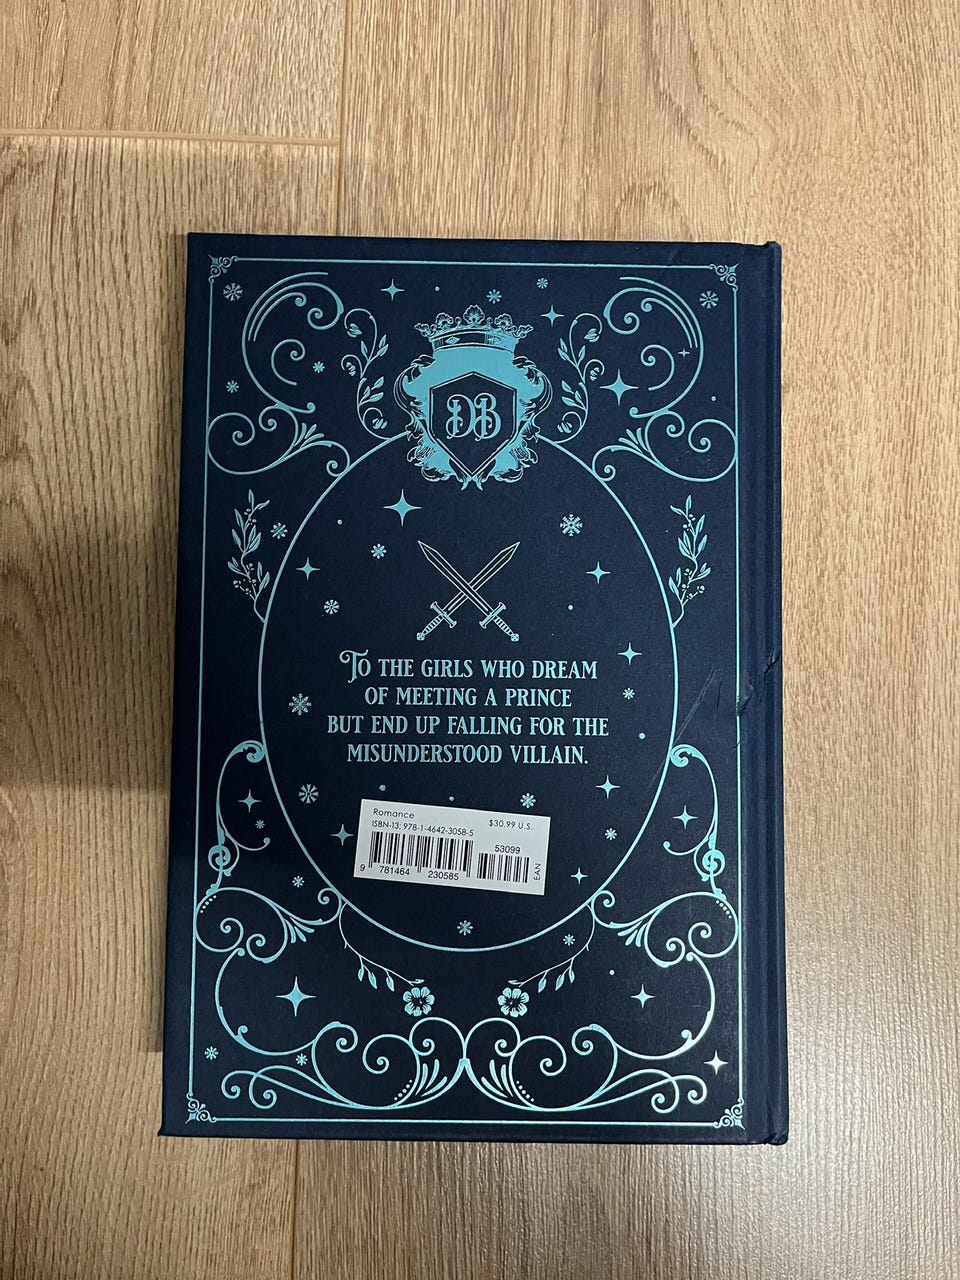 DB
TO THE GIRLS WHO DREAM
OF MEETING A PRINCE
BUT END UP FALLING FOR THE
MISUNDERSTOOD VILLAIN.
Romance
$30.99 U.S.
ISBN-13: 978-1-4642-3058-5
53099
9 781464 230585
EAN